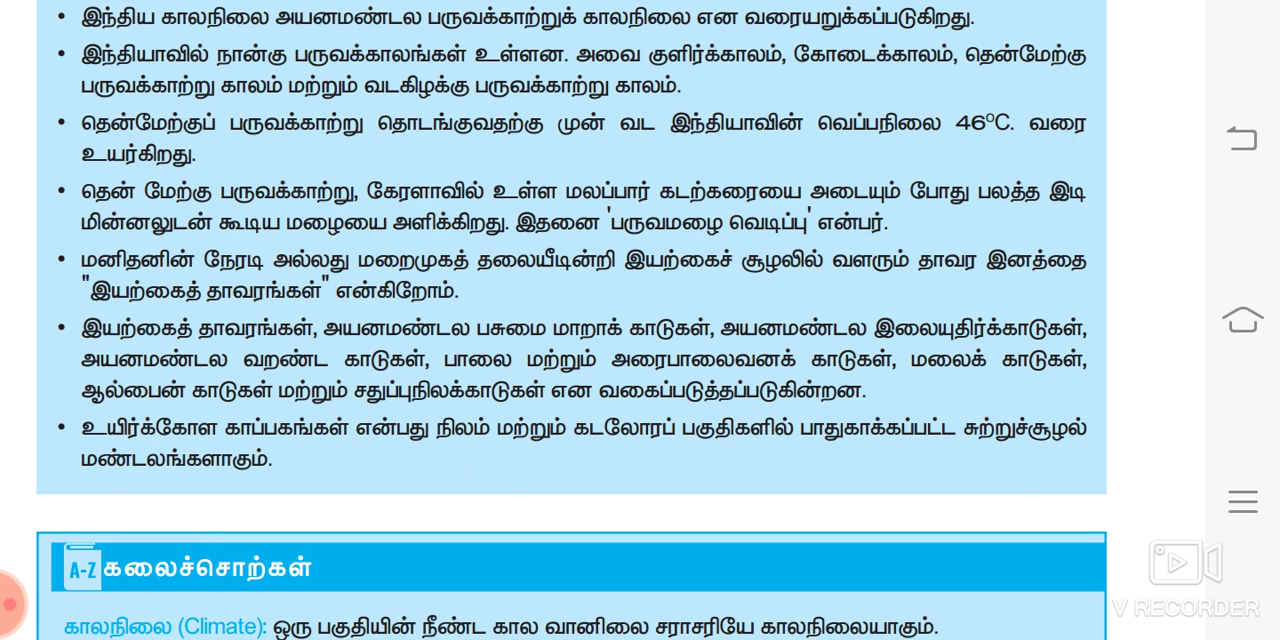 • இந்திய காலநிலை அயனமண்டல பருவக்காற்றுக் காலநிலை என வரையறுக்கப்படுகிறது.
• இந்தியாவில் நான்கு பருவக்காலங்கள் உள்ளன. அவை குளிர்க்காலம், கோடைக்காலம், தென்மேற்கு
பருவக்காற்று காலம் மற்றும் வடகிழக்கு பருவக்காற்று காலம்.
• தென்மேற்குப் பருவக்காற்று தொடங்குவதற்கு முன் வட இந்தியாவின் வெப்பநிலை 46°C. வரை
உயர்கிறது.
• தென் மேற்கு பருவக்காற்று, கேரளாவில் உள்ள மலப்பார் கடற்கரையை அடையும் போது பலத்த இடி
மின்னலுடன் கூடிய மழையை அளிக்கிறது. இதனை 'பருவமழை வெடிப்பு' என்பர்.
• மனிதனின் நேரடி அல்லது மறைமுகத் தலையீடின்றி இயற்கைச் சூழலில் வளரும் தாவர இனத்தை
"இயற்கைத் தாவரங்கள்" என்கிறோம்.
• இயற்கைத் தாவரங்கள், அயனமண்டல பசுமை மாறாக் காடுகள், அயனமண்டல இலையுதிர்க்காடுகள்,
அயனமண்டல வறண்ட காடுகள், பாலை மற்றும் அரைபாலைவனக் காடுகள், மலைக் காடுகள்,
ஆல்பைன் காடுகள் மற்றும் சதுப்புநிலக்காடுகள் என வகைப்படுத்தப்படுகின்றன.
• உயிர்க்கோள காப்பகங்கள் என்பது நிலம் மற்றும் கடலோரப் பகுதிகளில் பாதுகாக்கப்பட்ட சுற்றுச்சூழல்
மண்டலங்களாகும்.
A-Z கலைச்சொற்கள்
காலநிலை (Climate): ஒரு பகுதியின் நீண்ட கால வானிலை சராசரியே காலநிலையாகும்.
V RECORDER